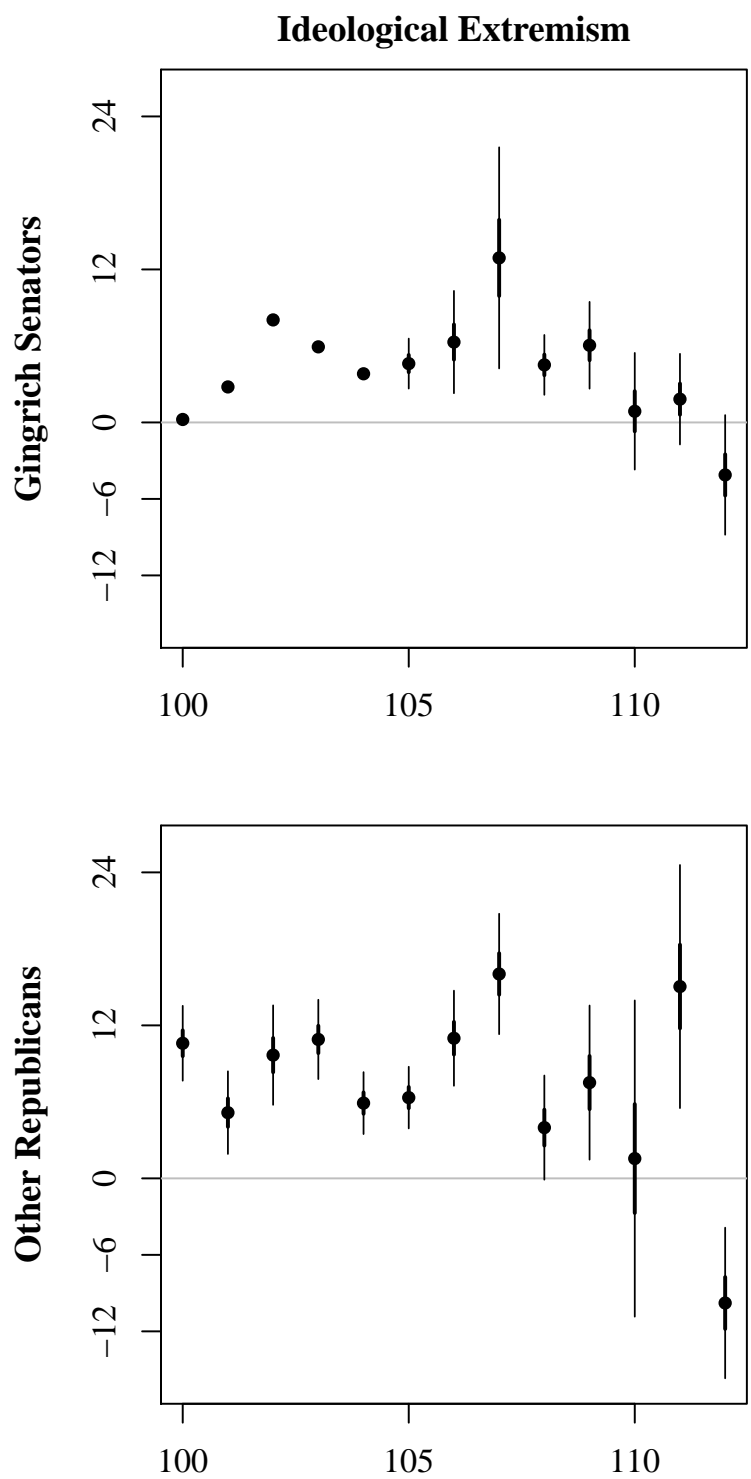 Ideological Extremism
Gingrich Senators
24
12
0
−6
−12
100 105 110
Other Republicans
24
12
0
−6
−12
100 105 110